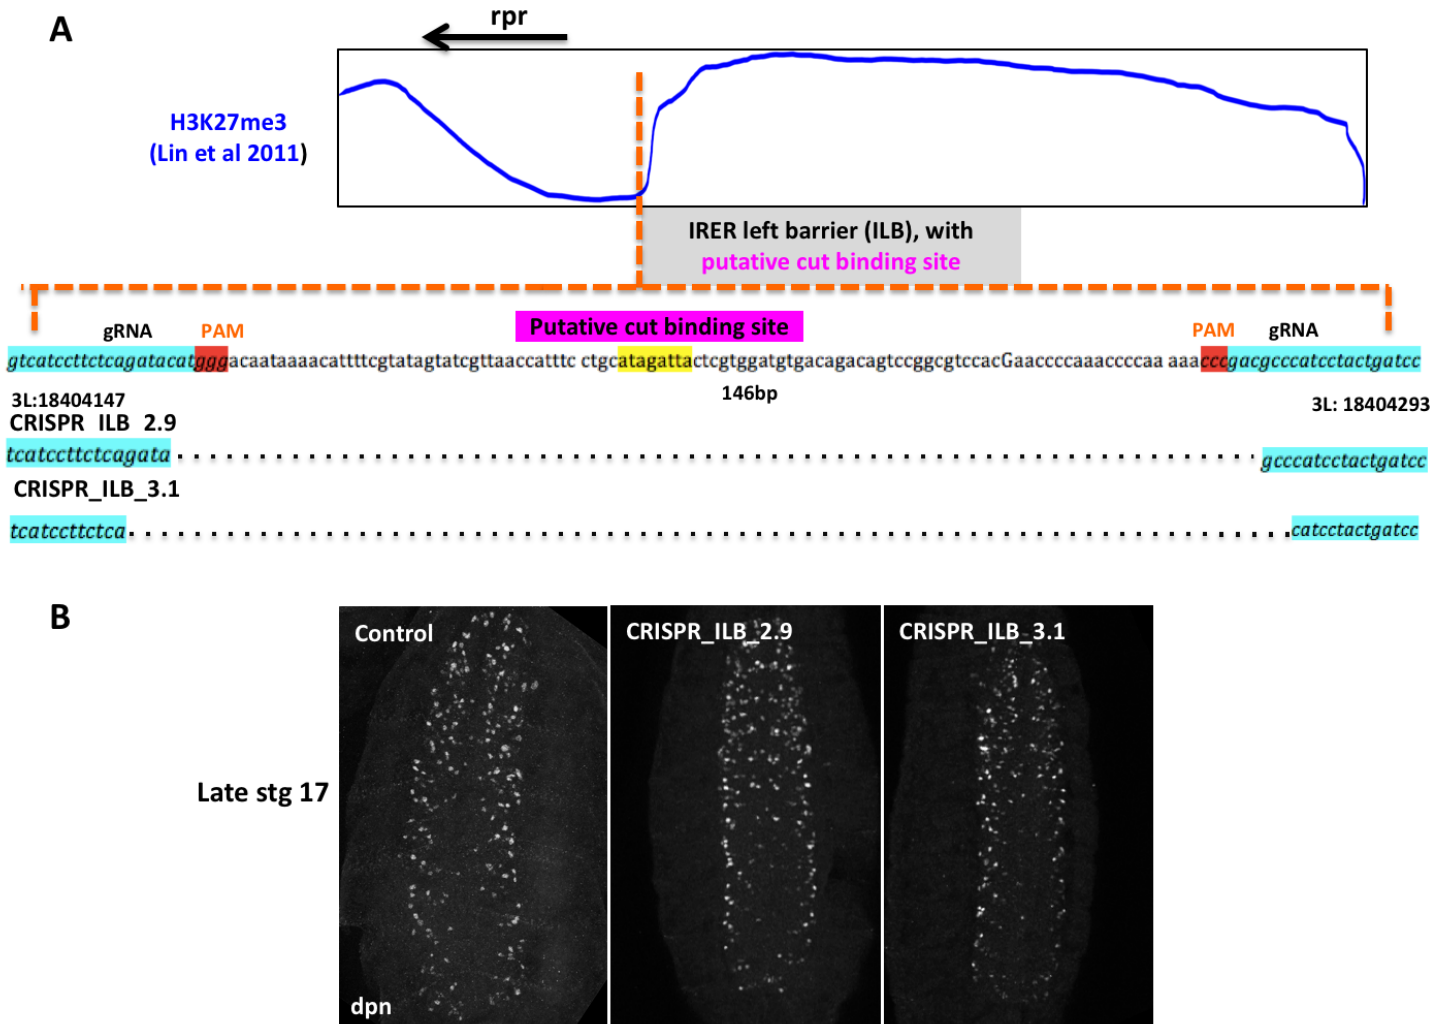 A
rpr
H3K27me3
(Lin et al 2011)
IRER left barrier (ILB), with
putative cut binding site
gRNA PAM Putative cut binding site PAM gRNA
gtcatccttctcagatacatgggacaataaaacattttcgtatagtatcgttaaccatttc ctgcatagattactcgtggatgtgacagacagtccggcgtccacGaaccccaaaccccaa aaacccgacgcccatcctactgatcc
146bp
3L:18404147 3L: 18404293
CRISPR ILB 2.9
tcatccttctcagata gcccatcctactgatcc
CRISPR_ILB_3.1
tcatccttctca catcctactgatcc
B
Control CRISPR_ILB_2.9 CRISPR_ILB_3.1
Late stg 17
dpn